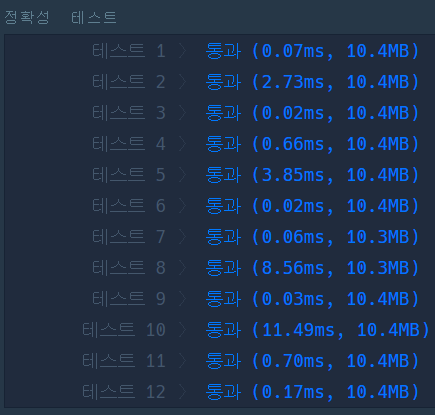 정확성 테스트
테스트 1 〉 통과 (0.07ms, 10.4MB)
테스트 2 〉 통과 (2.73ms, 10.4MB)
테스트 3 〉 통과 (0.02ms, 10.4MB)
테스트 4 〉 통과 (0.66ms, 10.4MB)
테스트 5 〉 통과 (3.85ms, 10.4MB)
테스트 6 〉 통과 (0.02ms, 10.4MB)
테스트 7 〉 통과 (0.06ms, 10.3MB)
테스트 8 〉 통과 (8.56ms, 10.3MB)
테스트 9 〉 통과 (0.03ms, 10.4MB)
테스트 10 〉 통과 (11.49ms, 10.4MB)
테스트 11 〉 통과 (0.70ms, 10.4MB)
테스트 12 〉 통과 (0.17ms, 10.4MB)